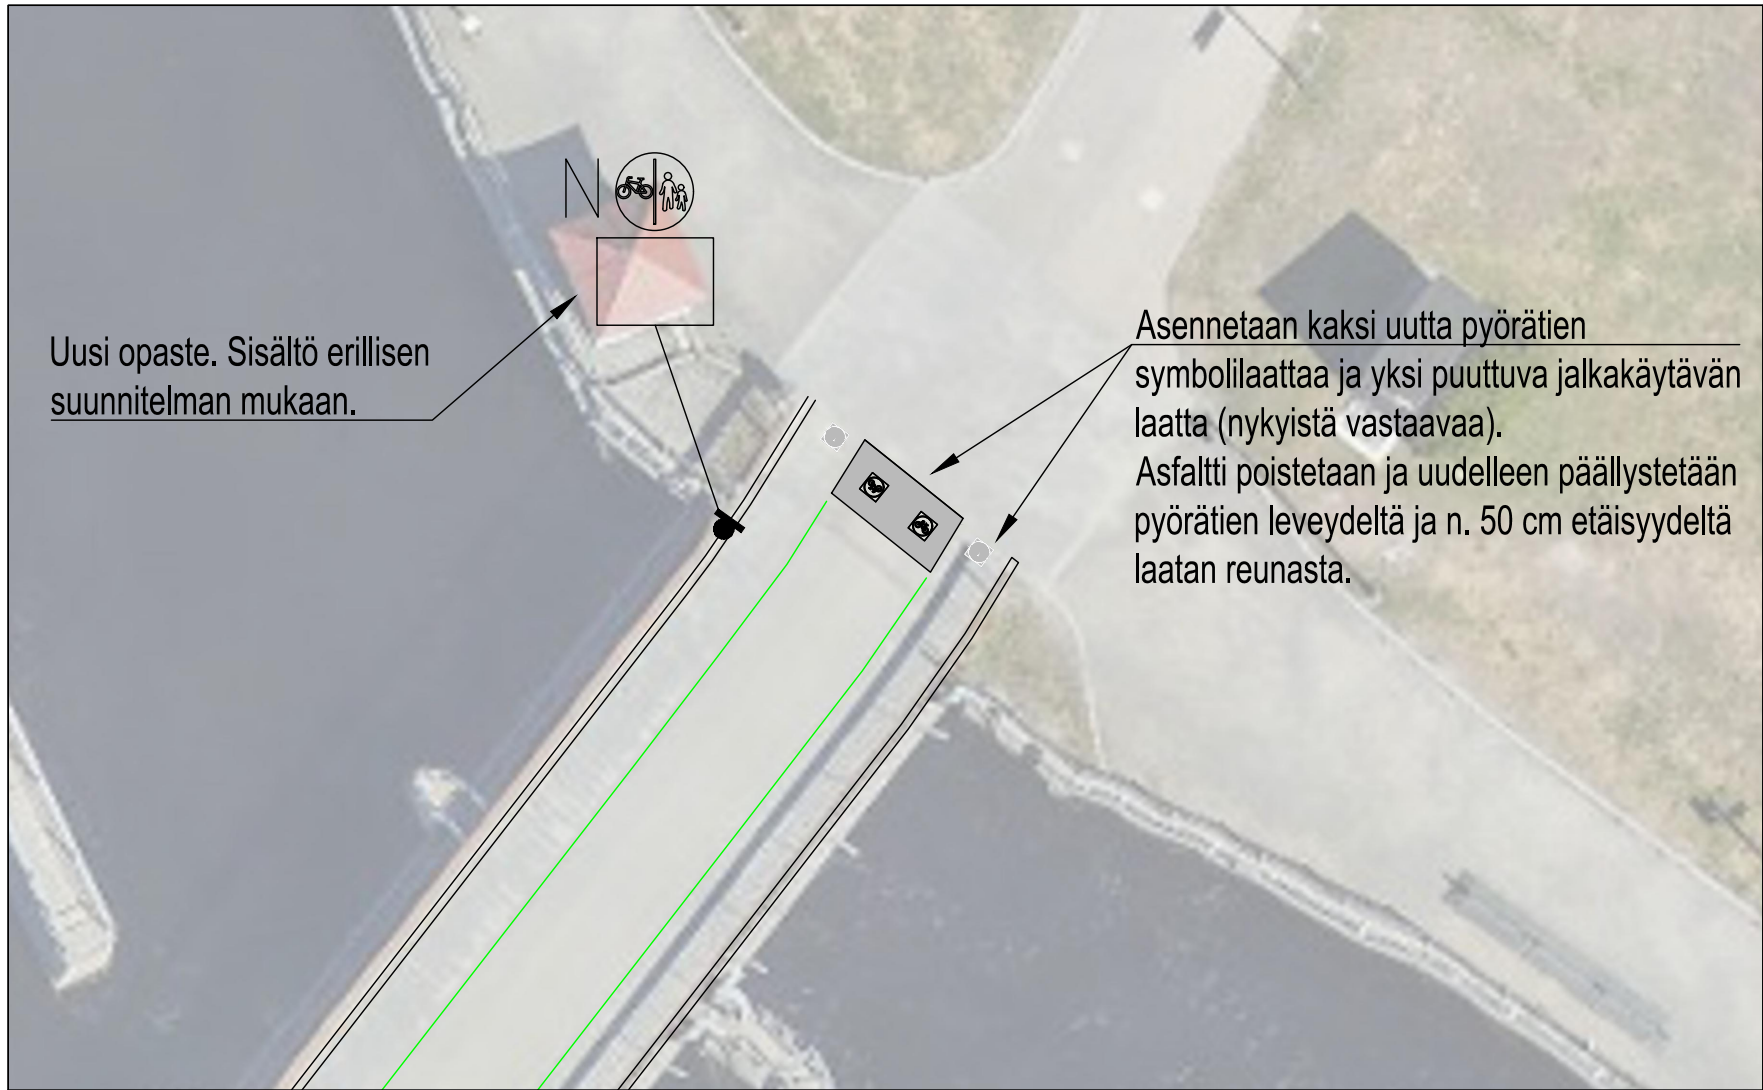 N
Uusi opaste. Sisältö erillisen
suunnitelman mukaan.
Asennetaan kaksi uutta pyörätien
symbolilaattaa ja yksi puuttuva jalkakäytävän
laatta (nykyistä vastaavaa).
Asfaltti poistetaan ja uudelleen päällystetään
pyörätien leveydeltä ja n. 50 cm etäisyydeltä
laatan reunasta.